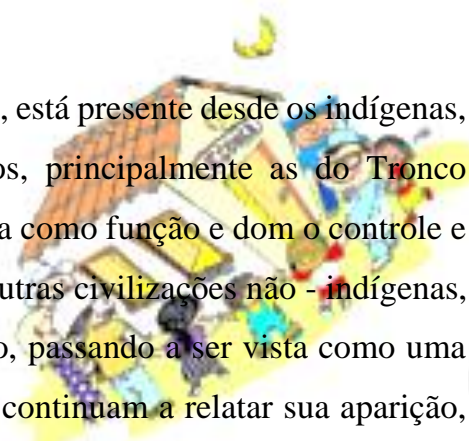 , está presente desde os indígenas,
os, principalmente as do Tronco
a como função e dom o controle e
utras civilizações não - indígenas,
o, passando a ser vista como uma
continuam a relatar sua aparição,